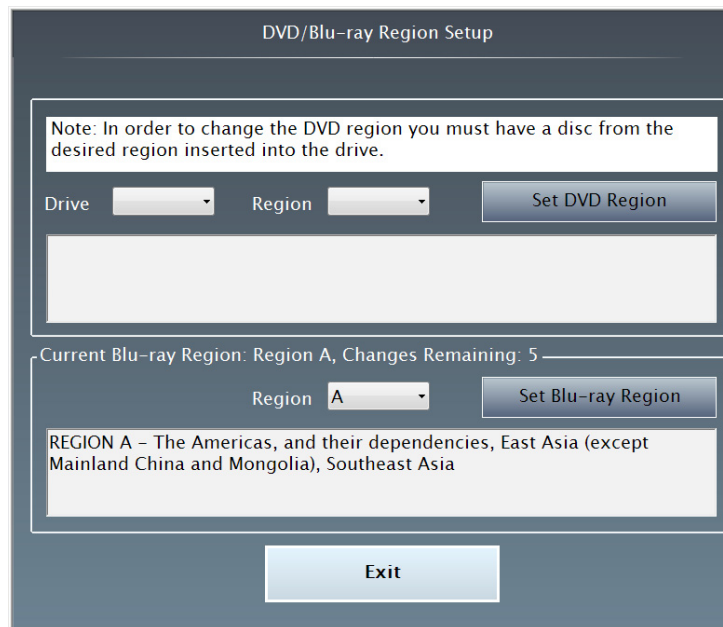 DVD/Blu-ray Region Setup
Note: In order to change the DVD region you must have a disc from the
desired region inserted into the drive.
Drive Region Set DVD Region
Current Blu-ray Region: Region A, Changes Remaining: 5
Region A Set Blu-ray Region
REGION A - The Americas, and their dependencies, East Asia (except
Mainland China and Mongolia), Southeast Asia
Exit